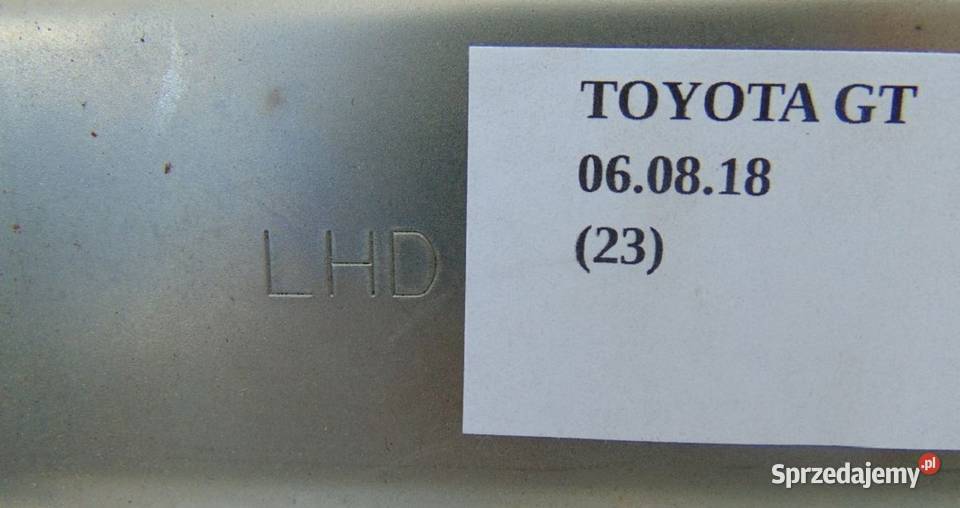 TOYOTA GT
06.08.18
(23)
LHD
Sprzedajemy.pl